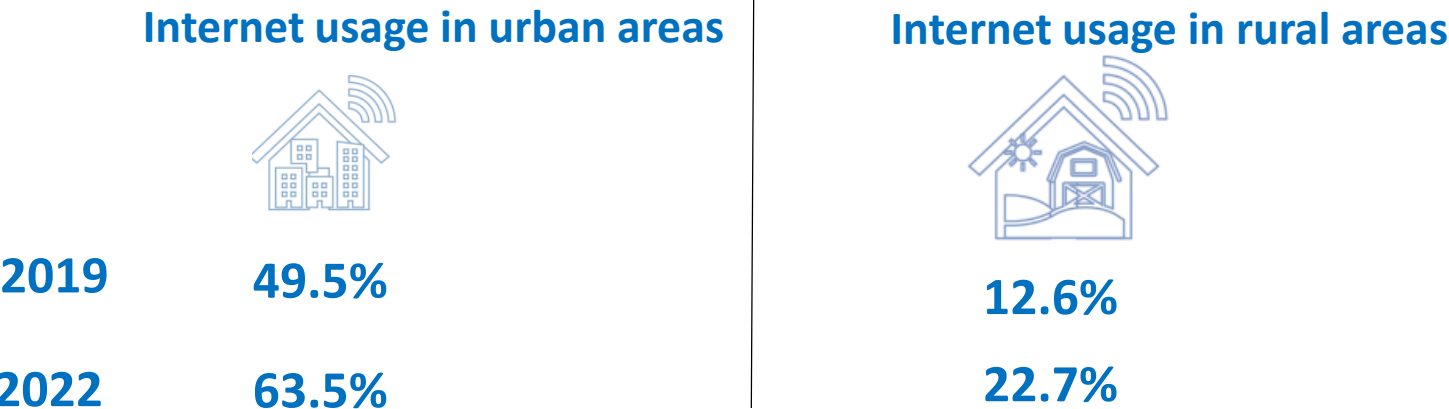 Internet usage in urban areas
Internet usage in rural areas
2019 49.5% 12.6%
2022 63.5% 22.7%